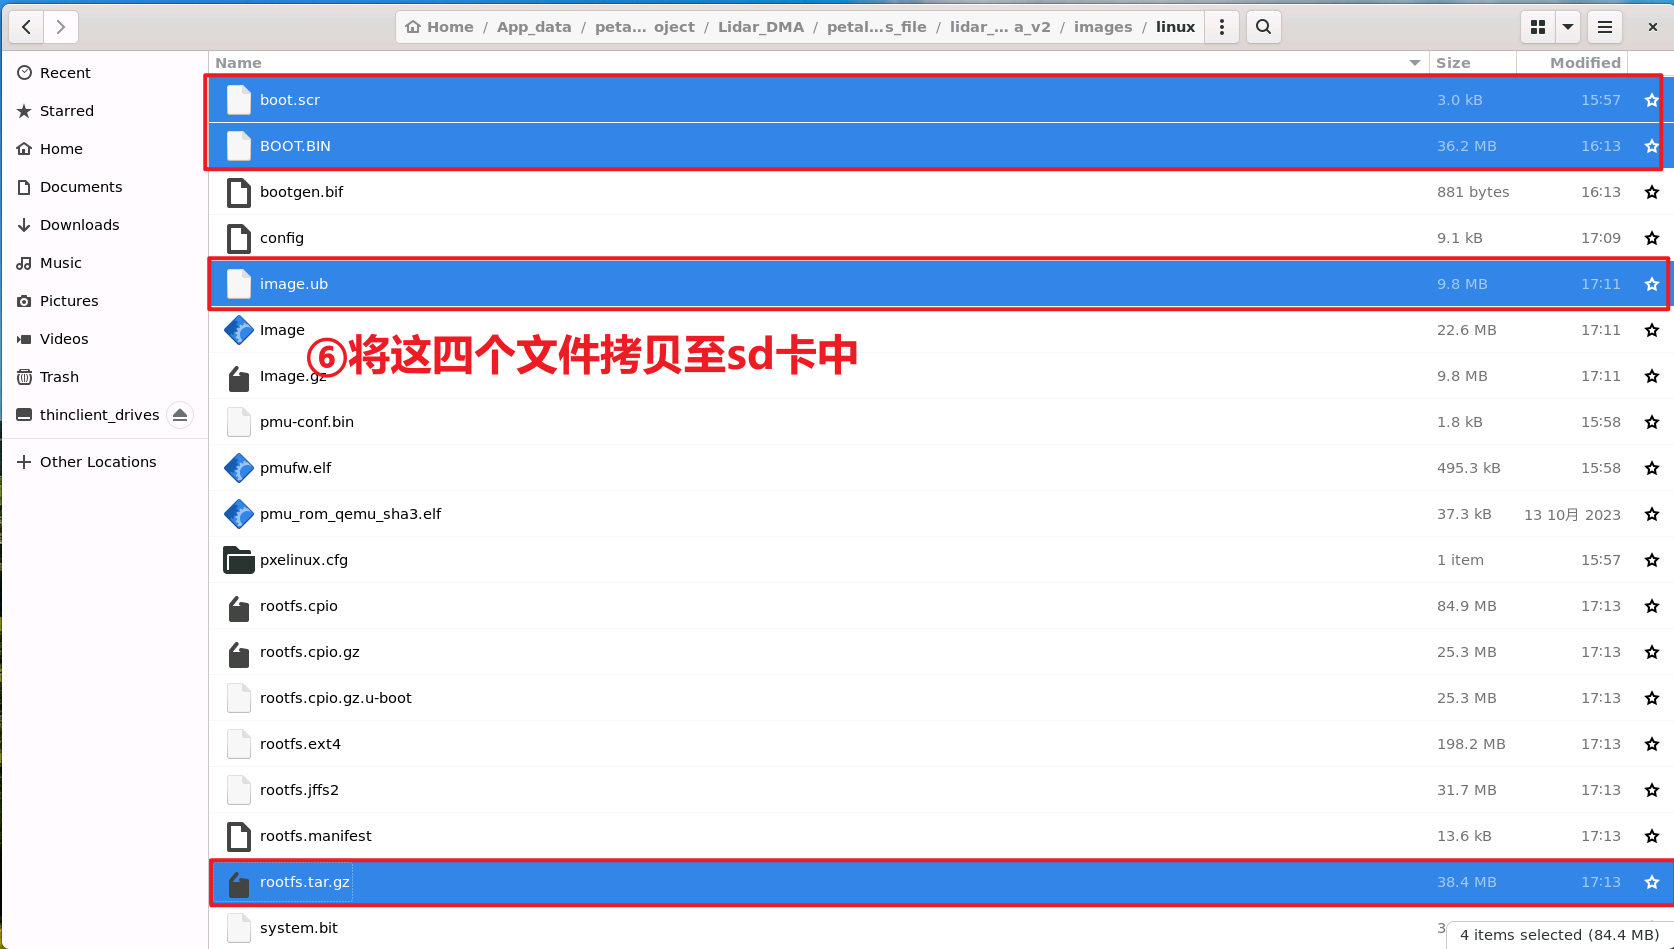 Home / App_data / peta... oject / Lidar_DMA / petal...s_file / lidar_... a_v2 / images / linux
Name Size Modified
Recent
Starred
Home
Documents
Downloads
Music
Pictures
Videos
Trash
thinclient_drives
Other Locations
boot.scr 3.0 kB 15:57
BOOT.BIN 36.2 MB 16:13
bootgen.bif 881 bytes 16:13
config 9.1 kB 17:09
image.ub 9.8 MB 17:11
Image 22.6 MB 17:11
⑥将这四个文件拷贝至sd卡中
Image.gz 9.8 MB 17:11
pmu-conf.bin 1.8 kB 15:58
pmufw.elf 495.3 kB 15:58
pmu_rom_qemu_sha3.elf 37.3 kB 13 10月 2023
pxelinux.cfg 1 item 15:57
rootfs.cpio 84.9 MB 17:13
rootfs.cpio.gz 25.3 MB 17:13
rootfs.cpio.gz.u-boot 25.3 MB 17:13
rootfs.ext4 198.2 MB 17:13
rootfs.jffs2 31.7 MB 17:13
rootfs.manifest 13.6 kB 17:13
rootfs.tar.gz 38.4 MB 17:13
system.bit
4 items selected (84.4 MB)